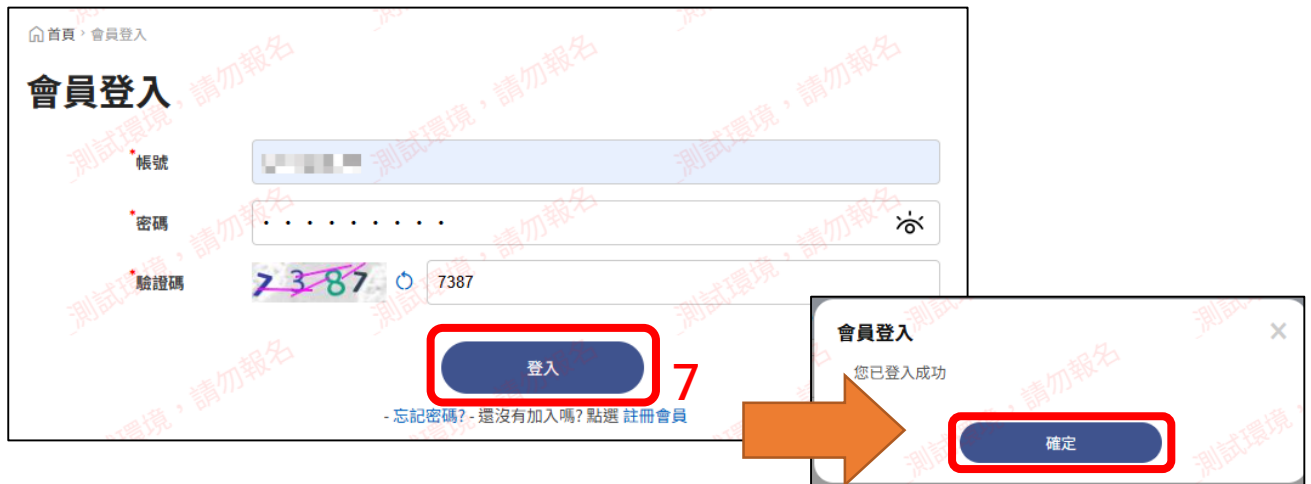 首頁 › 會員登入
會員登入
*帳號
*密碼
*驗證碼
7387
7387
登入
7
- 忘記密碼? - 還沒有加入嗎? 點選 註冊會員
會員登入
×
您已登入成功
確定
測試環境，請勿報名